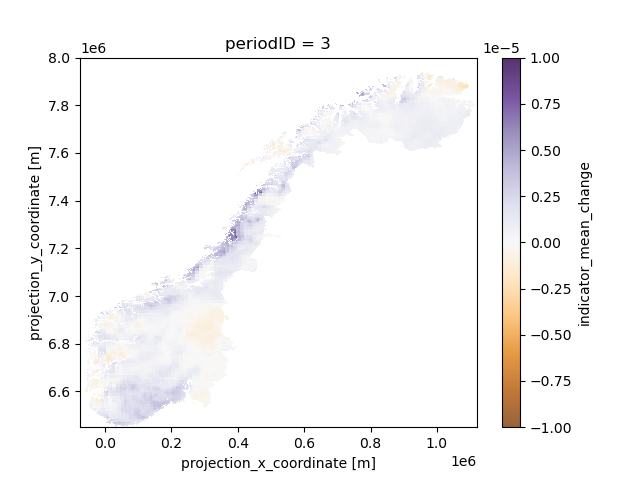 periodID = 3
1e6
8.0
7.8
7.6
7.4
7.2
7.0
6.8
6.6
projection_y_coordinate [m]
0.0 0.2 0.4 0.6 0.8 1.0
1e6
projection_x_coordinate [m]
1e−5
1.00
0.75
0.50
0.25
0.00
−0.25
−0.50
−0.75
−1.00
indicator_mean_change